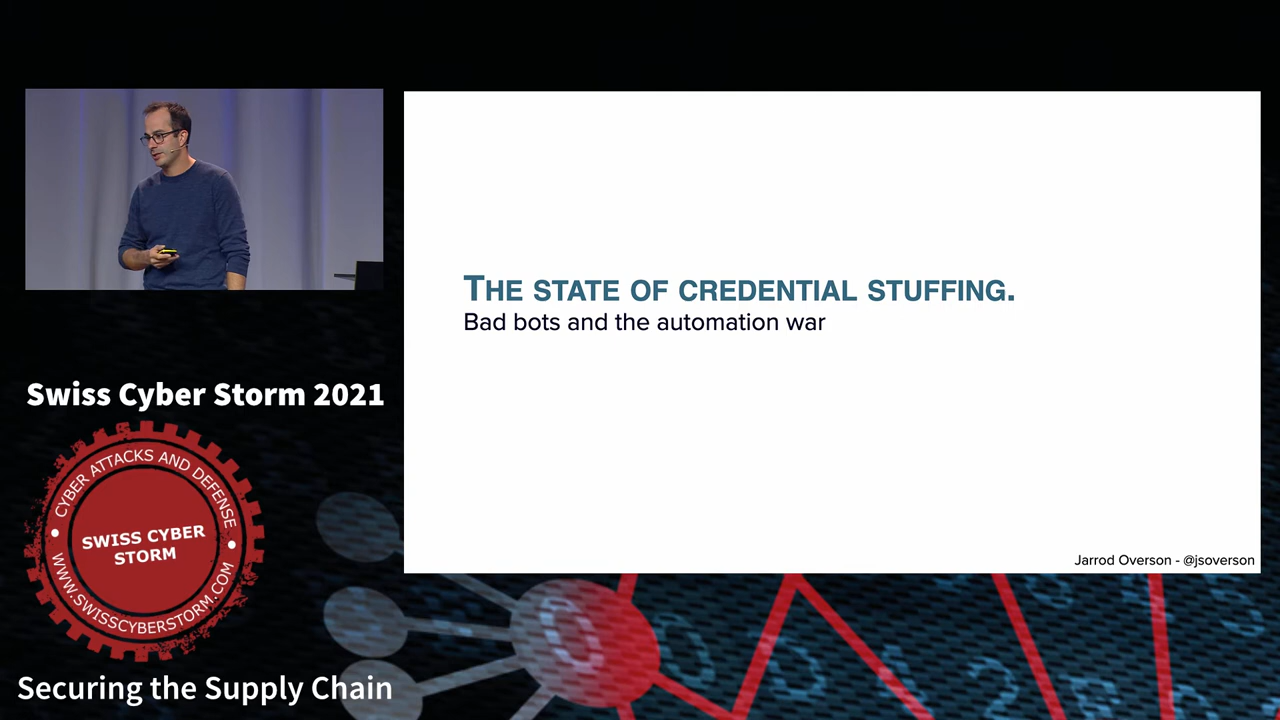 THE STATE OF CREDENTIAL STUFFING.
Bad bots and the automation war
Jarrod Overson - @jsoverson
Swiss Cyber Storm 2021
CYBER ATTACKS AND DEFENSE
SWISS CYBER
STORM
WWW.SWISSCYBERSTORM.COM
Securing the Supply Chain